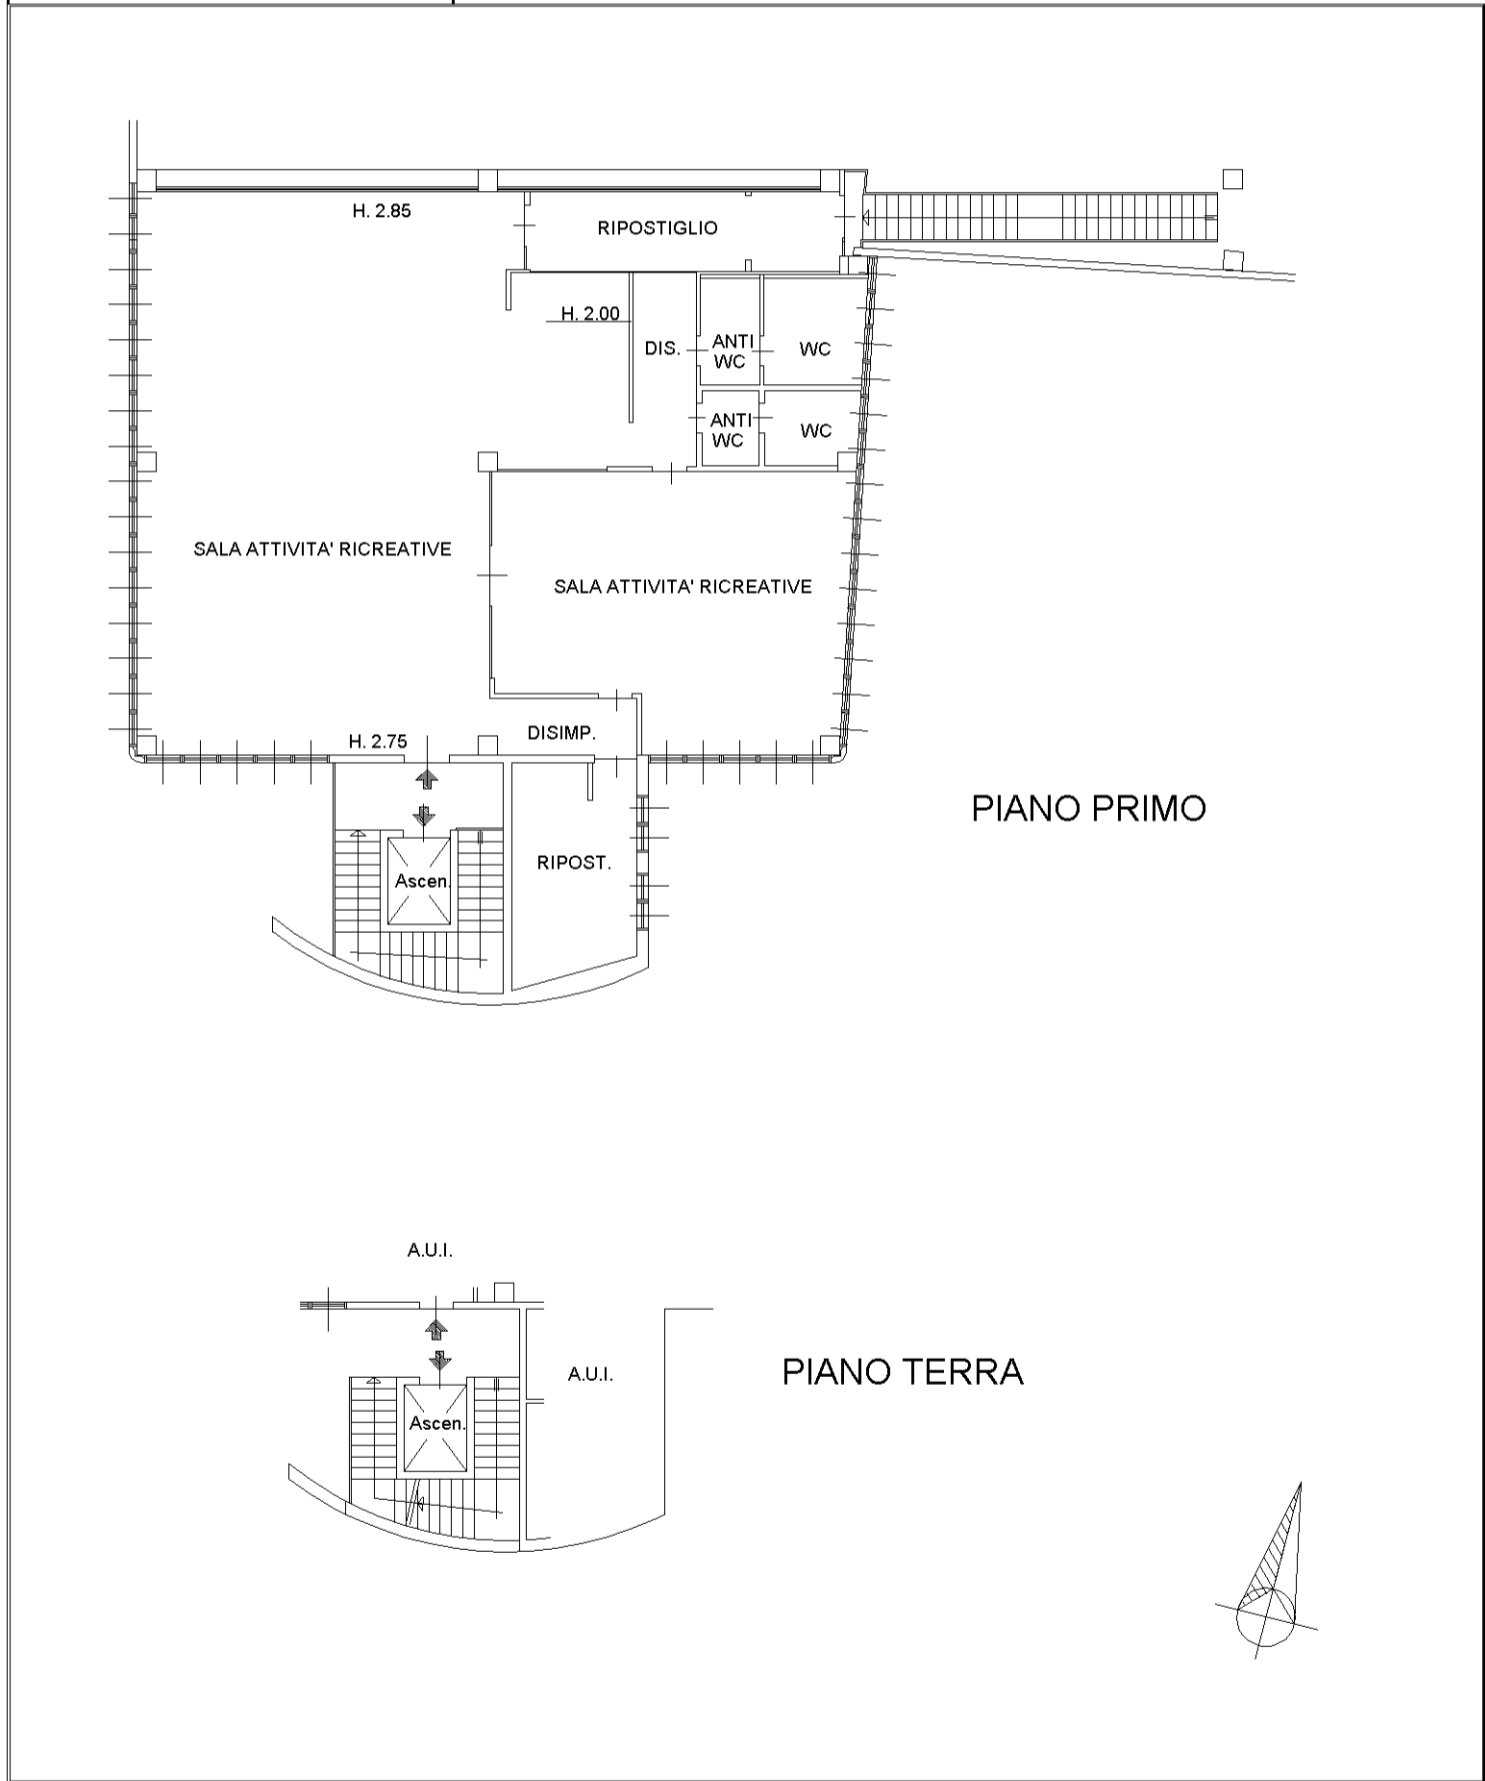 H. 2.85
RIPOSTIGLIO
H. 2.00
DIS.
ANTI
WC
WC
ANTI
WC
WC
SALA ATTIVITA' RICREATIVE
SALA ATTIVITA' RICREATIVE
DISIMP.
H. 2.75
PIANO PRIMO
RIPOST.
Ascen.
A.U.I.
A.U.I.
PIANO TERRA
Ascen.